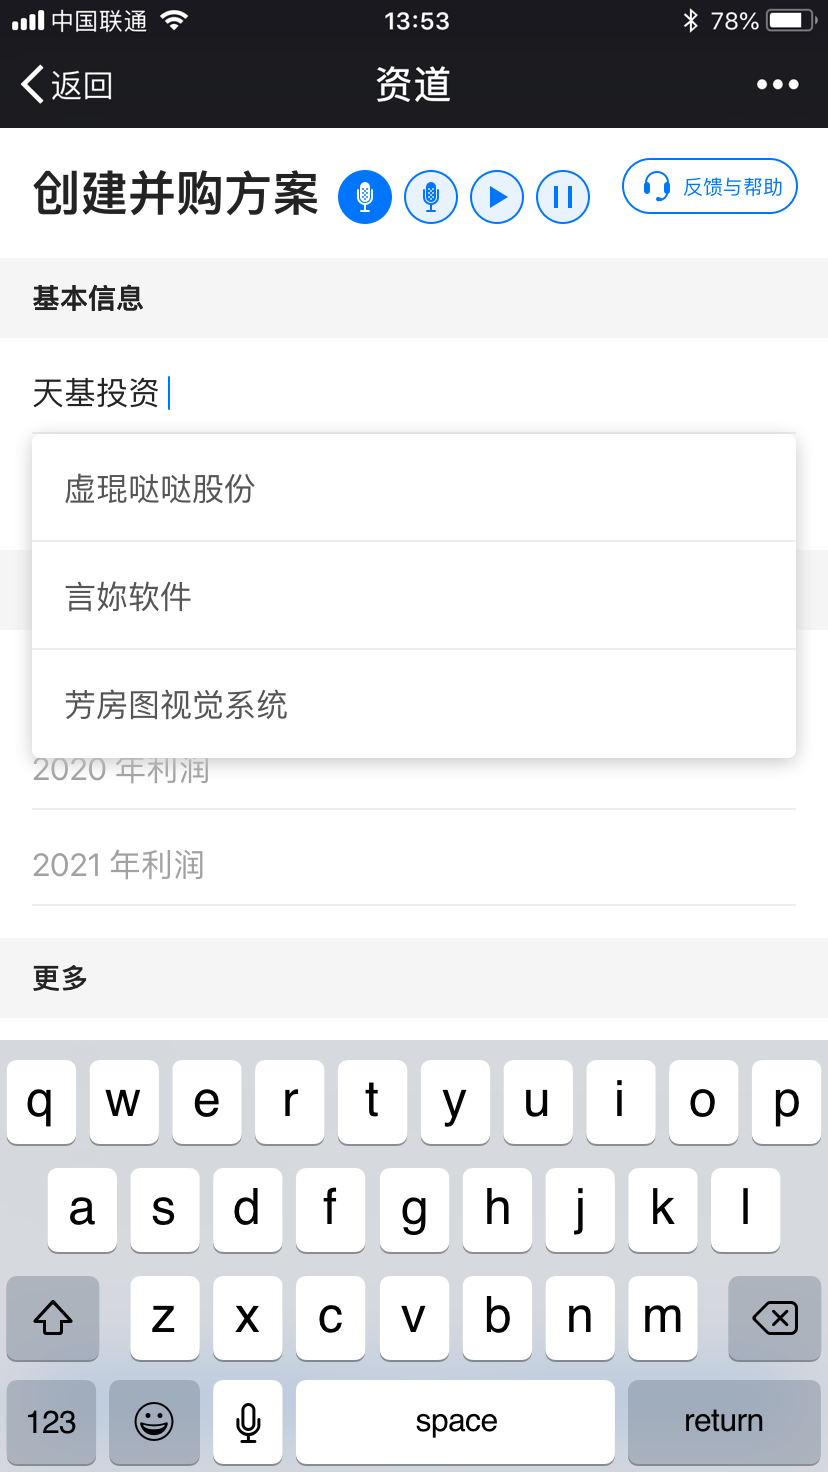 中国联通 13:53 78%
返回 资道
创建并购方案 反馈与帮助
基本信息
天基投资
虚琨哒哒股份
言妳软件
芳房图视觉系统
2020 年利润
2021 年利润
更多
q w e r t y u i o p
a s d f g h j k l
z x c v b n m
123 space return